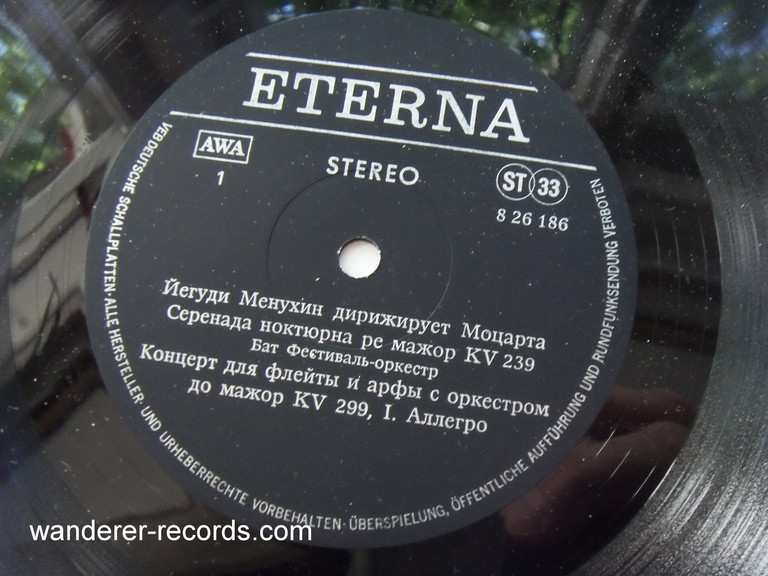 ETERNA
AWA
STEREO
ST 33
1
8 26 186
Йегуди Менухин дирижирует Моцарта
Серенада ноктюрна ре мажор KV 239
Бат Фестиваль-оркестр
Концерт для флейты и арфы с оркестром
до мажор KV 299, I. Аллегро
VEB DEUTSCHE SCHALLPLATTEN·ALLE HERSTELLER- UND URHEBERRECHTE VORBEHALTEN·ÜBERSPIELUNG, ÖFFENTLICHE AUFFÜHRUNG UND RUNDFUNKSENDUNG VERBOTEN
wanderer-records.com